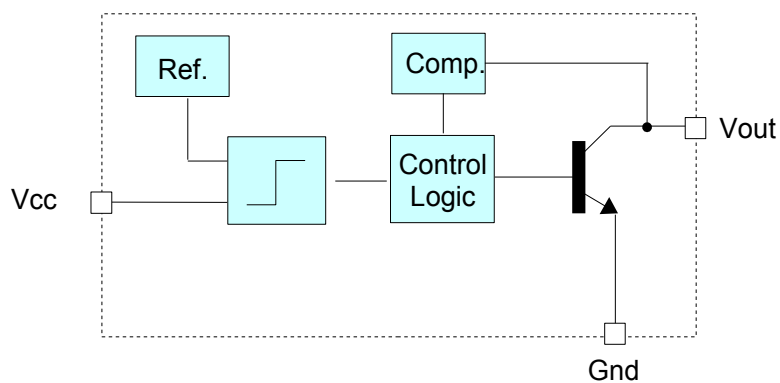 Ref.
Comp.
Control
Logic
Vout
Vcc
Gnd